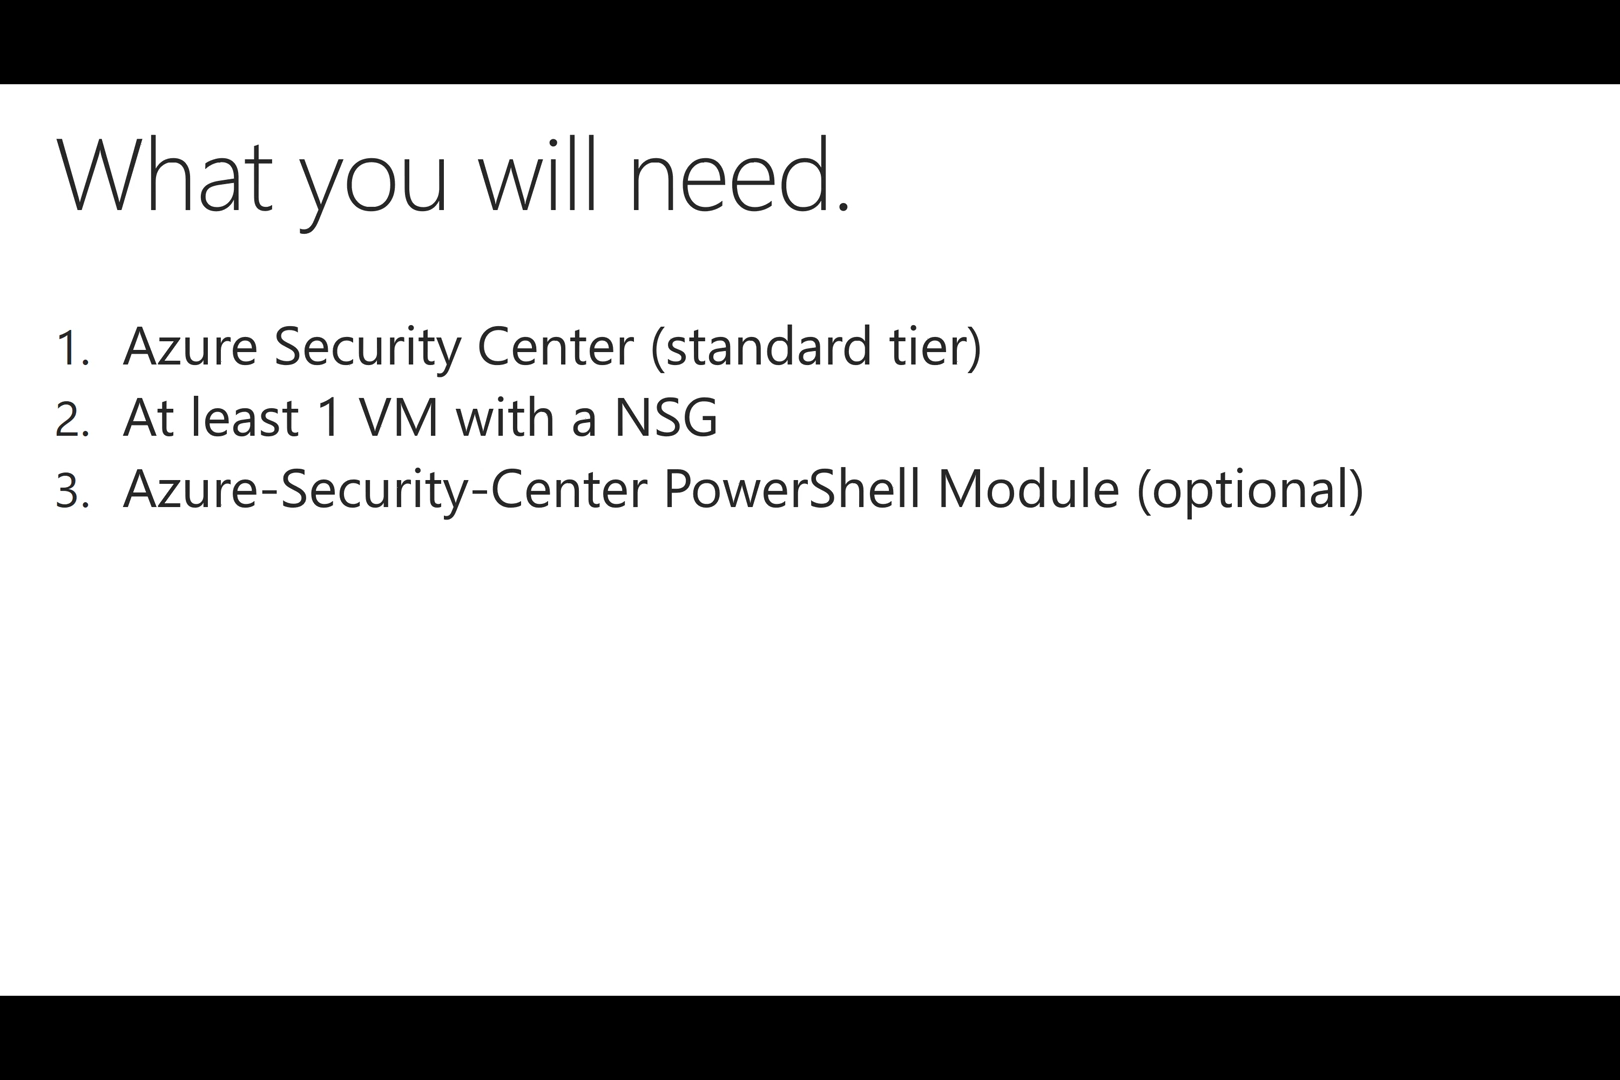 What you will need.
1. Azure Security Center (standard tier)
2. At least 1 VM with a NSG
3. Azure-Security-Center PowerShell Module (optional)